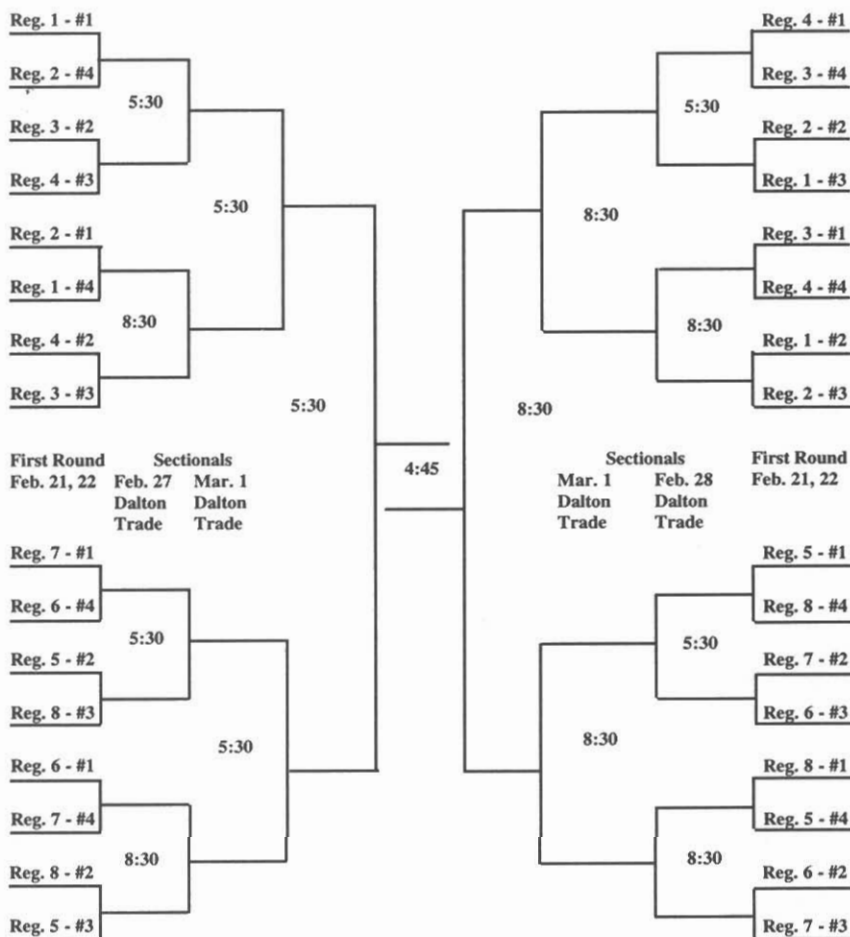 Reg. 1 - #1
Reg. 2 - #4
5:30
Reg. 3 - #2
Reg. 4 - #3
5:30
Reg. 2 - #1
Reg. 1 - #4
8:30
Reg. 4 - #2
Reg. 3 - #3
5:30
Reg. 4 - #1
Reg. 3 - #4
5:30
Reg. 2 - #2
Reg. 1 - #3
8:30
Reg. 3 - #1
Reg. 4 - #4
8:30
Reg. 1 - #2
Reg. 2 - #3
8:30
First Round
Feb. 21, 22
Sectionals
Feb. 27
Dalton
Trade
Mar. 1
Dalton
Trade
4:45
Sectionals
Mar. 1
Dalton
Trade
Feb. 28
Dalton
Trade
First Round
Feb. 21, 22
Reg. 7 - #1
Reg. 6 - #4
5:30
Reg. 5 - #2
Reg. 8 - #3
5:30
Reg. 6 - #1
Reg. 7 - #4
8:30
Reg. 8 - #2
Reg. 5 - #3
Reg. 5 - #1
Reg. 8 - #4
5:30
Reg. 7 - #2
Reg. 6 - #3
8:30
Reg. 8 - #1
Reg. 5 - #4
8:30
Reg. 6 - #2
Reg. 7 - #3